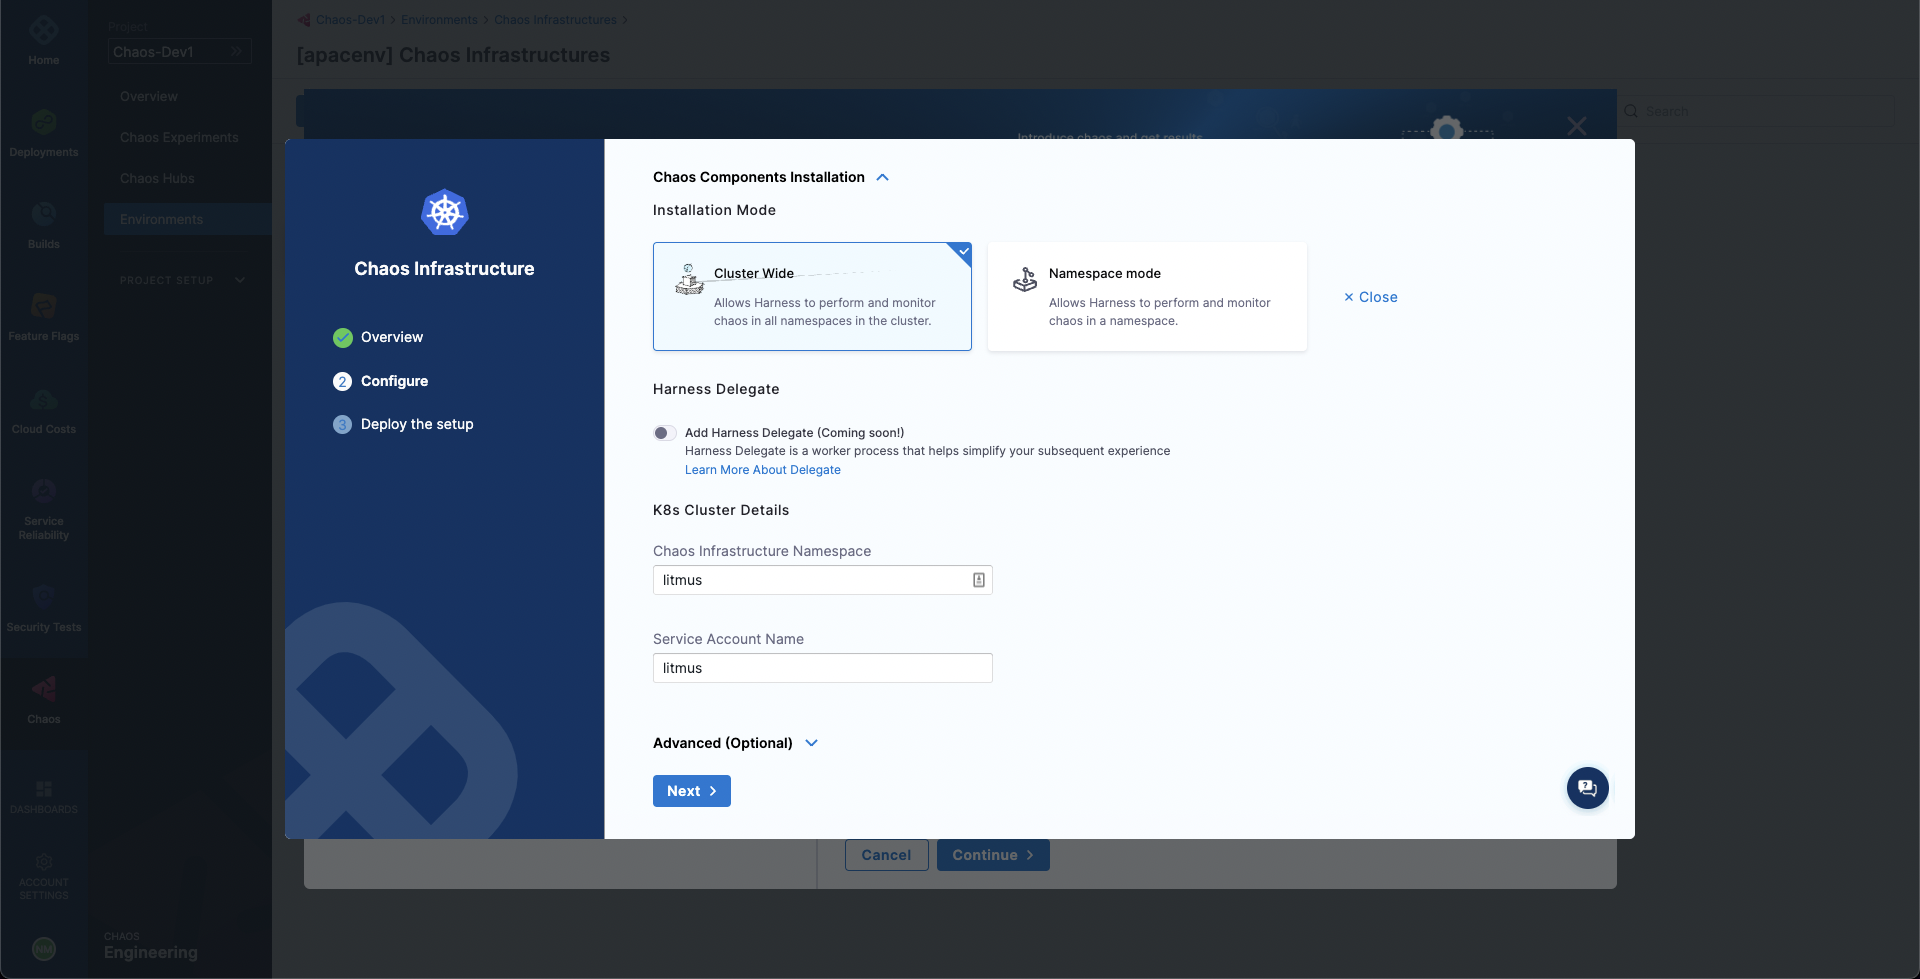 Home
Deployments
Builds
Feature Flags
Cloud Costs
Service
Reliability
Security Tests
Chaos
DASHBOARDS
ACCOUNT
SETTINGS
NM
Project
Chaos-Dev1
Overview
Chaos Experiments
Chaos Hubs
Environments
PROJECT SETUP
CHAOS
Engineering
Chaos-Dev1 > Environments > Chaos Infrastructures >
[apacenv] Chaos Infrastructures
Search
Introduce chaos and get results
Chaos Infrastructure
Overview
2 Configure
3 Deploy the setup
Chaos Components Installation
Installation Mode
Cluster Wide
Allows Harness to perform and monitor
chaos in all namespaces in the cluster.
Namespace mode
Allows Harness to perform and monitor
chaos in a namespace.
× Close
Harness Delegate
Add Harness Delegate (Coming soon!)
Harness Delegate is a worker process that helps simplify your subsequent experience
Learn More About Delegate
K8s Cluster Details
Chaos Infrastructure Namespace
litmus
Service Account Name
litmus
Advanced (Optional)
Next >
Cancel
Continue >